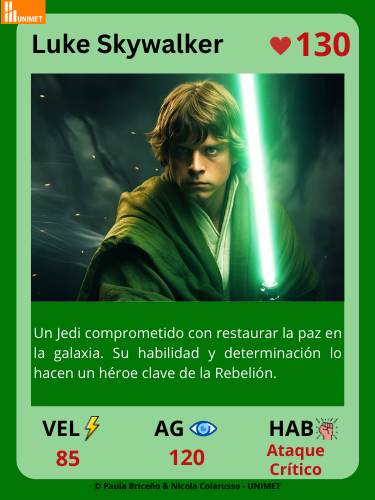 UNIMET
Luke Skywalker
130
Un Jedi comprometido con restaurar la paz en
la galaxia. Su habilidad y determinación lo
hacen un héroe clave de la Rebelión.
VEL
AG
HAB
85
120
Ataque
Crítico
© Paula Briceño & Nicola Colarusso - UNIMET